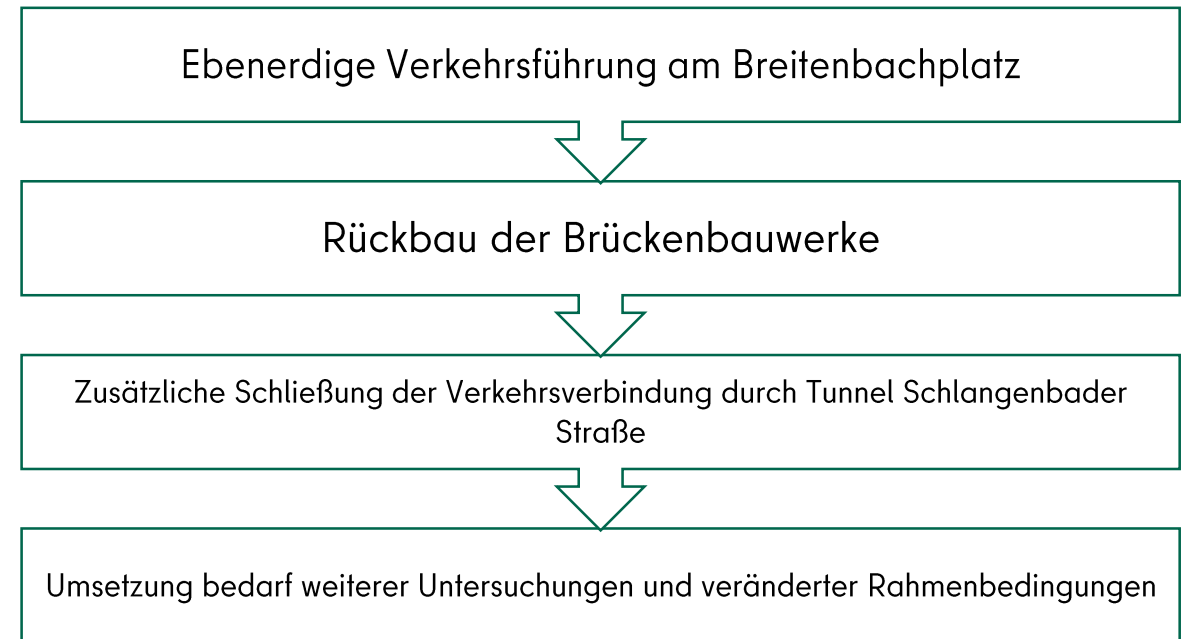 Ebenerdige Verkehrsführung am Breitenbachplatz
Rückbau der Brückenbauwerke
Zusätzliche Schließung der Verkehrsverbindung durch Tunnel Schlangenbader
Straße
Umsetzung bedarf weiterer Untersuchungen und veränderter Rahmenbedingungen